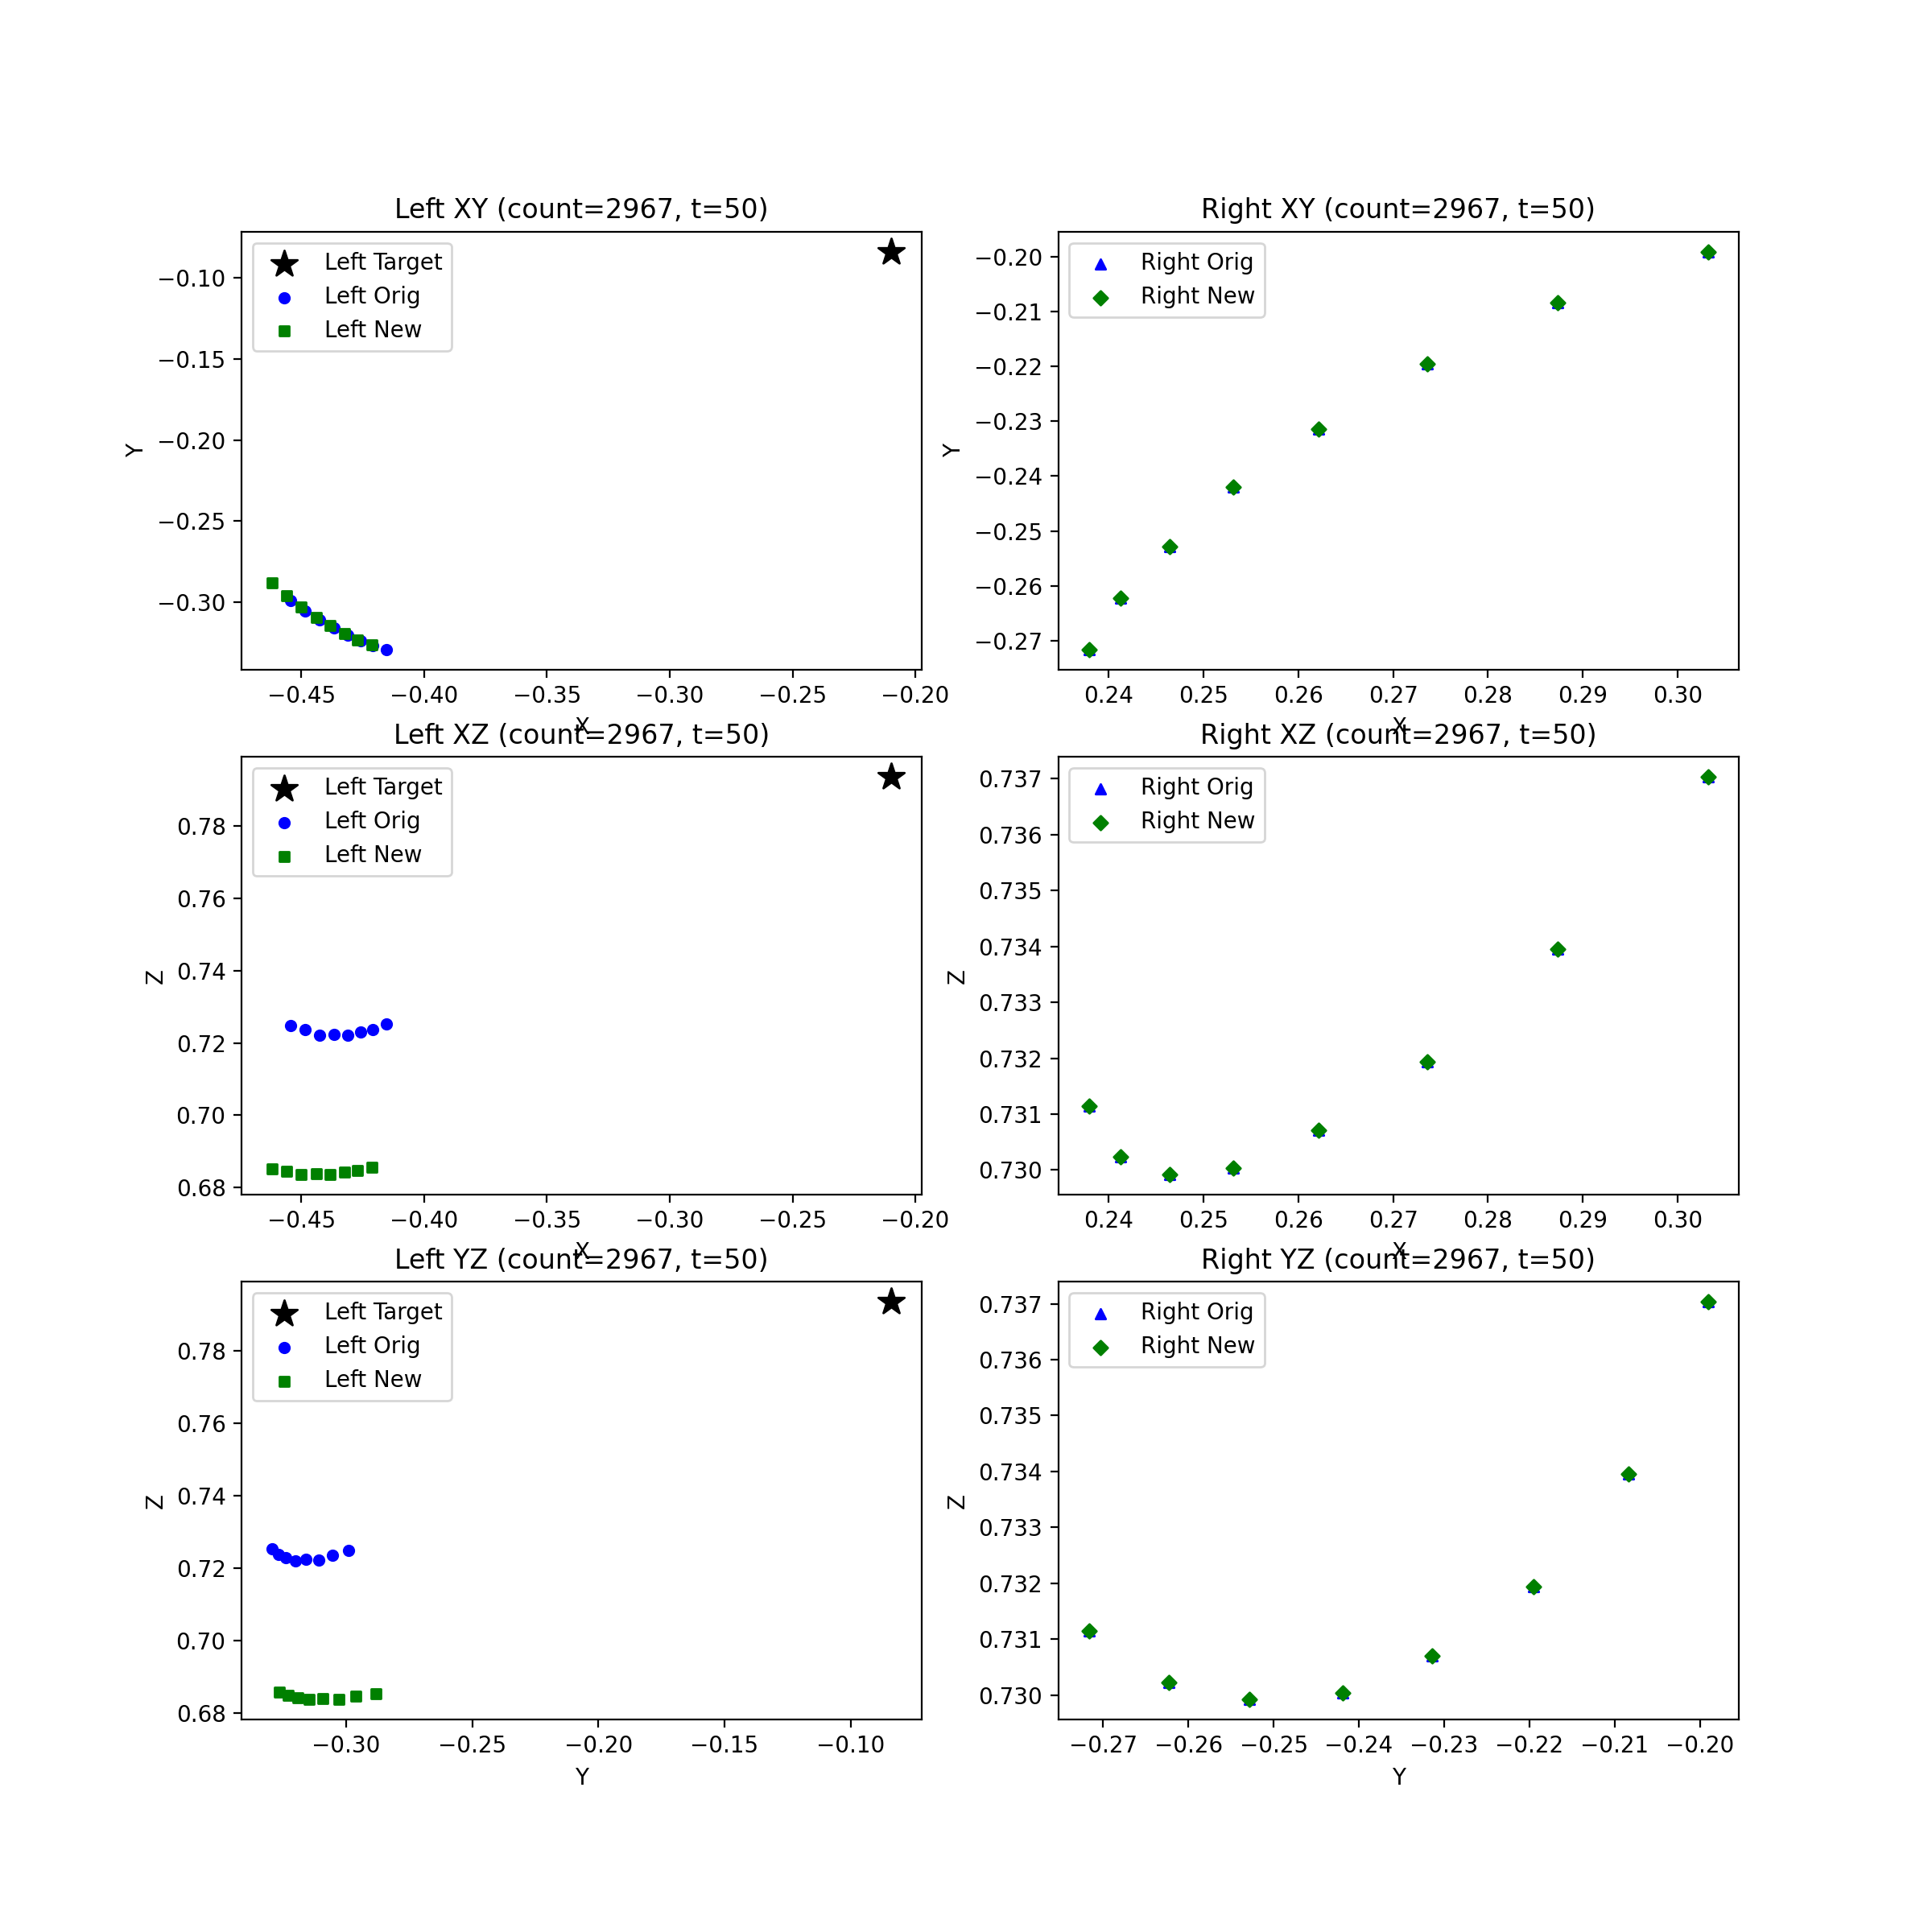 Left XY (count=2967, t=50)
Left Target
Left Orig
Left New
Y
−0.10
−0.15
−0.20
−0.25
−0.30
−0.45
−0.40
−0.35
−0.30
−0.25
−0.20
X
Right XY (count=2967, t=50)
Right Orig
Right New
Y
−0.20
−0.21
−0.22
−0.23
−0.24
−0.25
−0.26
−0.27
0.24
0.25
0.26
0.27
0.28
0.29
0.30
X
Left XZ (count=2967, t=50)
Left Target
Left Orig
Left New
Z
0.78
0.76
0.74
0.72
0.70
0.68
−0.45
−0.40
−0.35
−0.30
−0.25
−0.20
X
Right XZ (count=2967, t=50)
Right Orig
Right New
Z
0.737
0.736
0.735
0.734
0.733
0.732
0.731
0.730
0.24
0.25
0.26
0.27
0.28
0.29
0.30
X
Left YZ (count=2967, t=50)
Left Target
Left Orig
Left New
Z
0.78
0.76
0.74
0.72
0.70
0.68
−0.30
−0.25
−0.20
−0.15
−0.10
Y
Right YZ (count=2967, t=50)
Right Orig
Right New
Z
0.737
0.736
0.735
0.734
0.733
0.732
0.731
0.730
−0.27
−0.26
−0.25
−0.24
−0.23
−0.22
−0.21
−0.20
Y